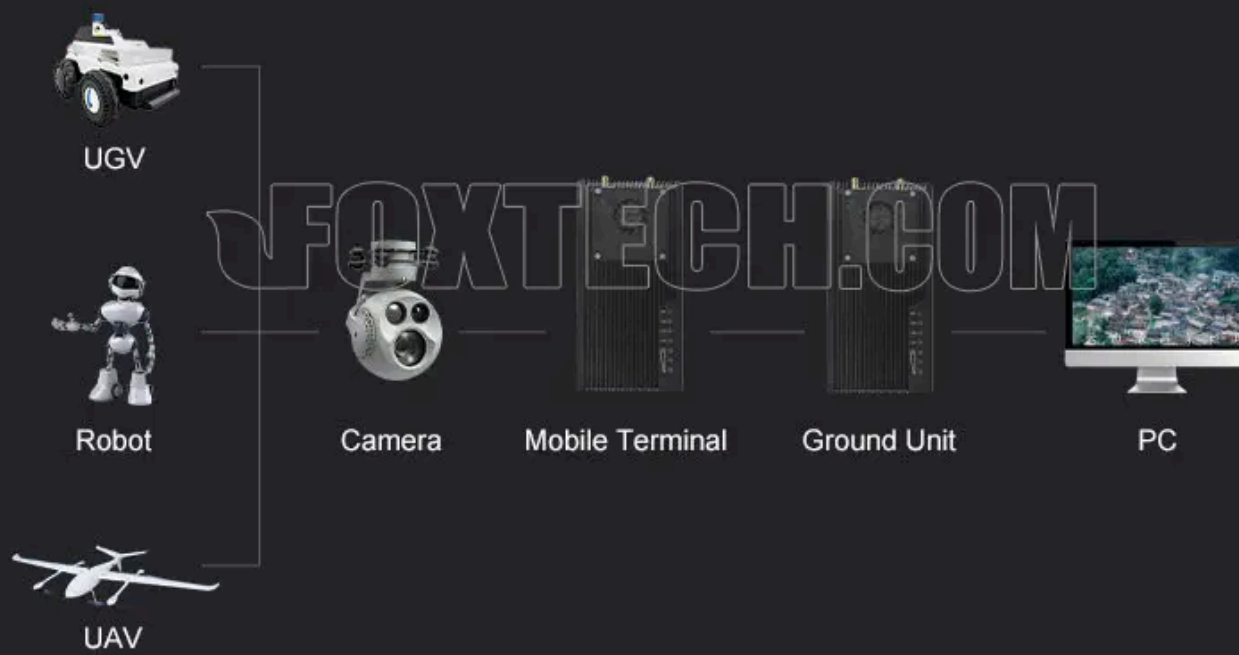 UGV
FOXTECH.COM
Robot
Camera
Mobile Terminal
Ground Unit
PC
UAV